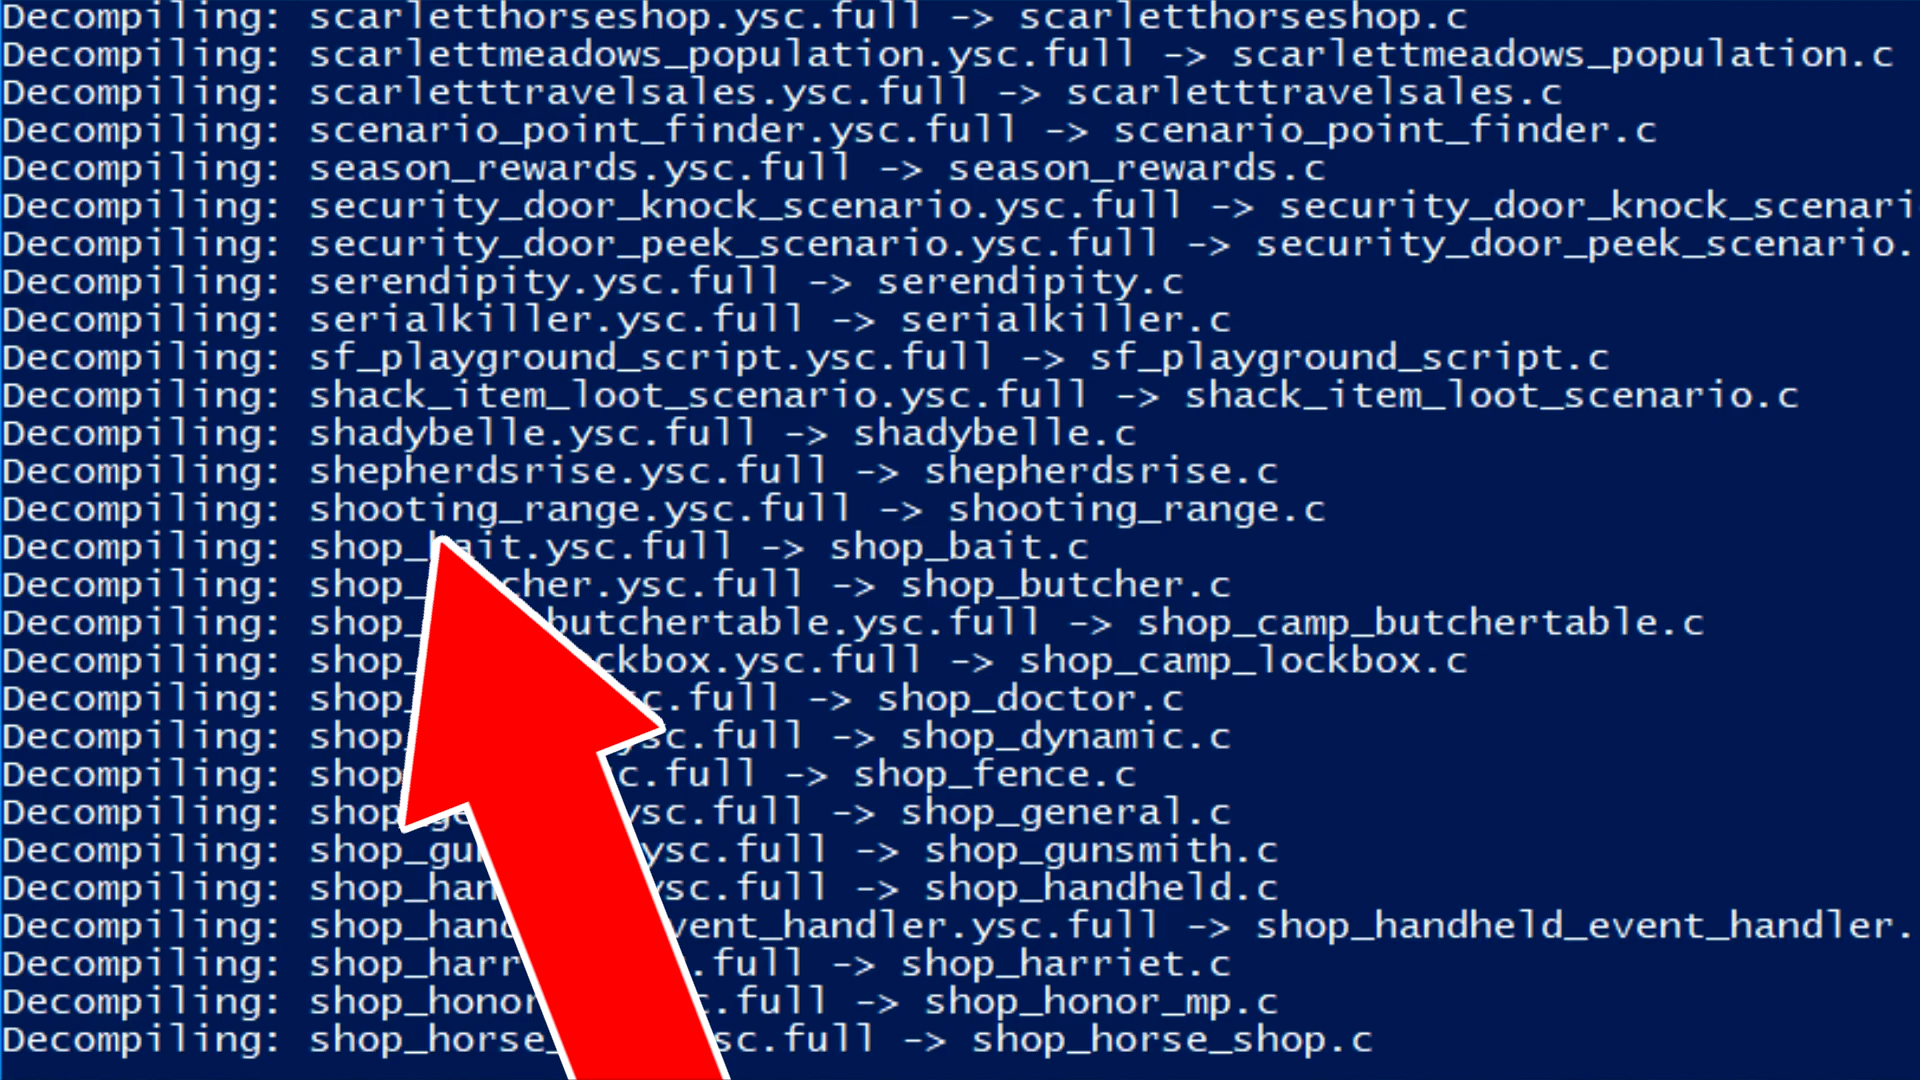 Decompiling: scarletthorseshop.ysc.full -> scarletthorseshop.c
Decompiling: scarlettmeadows_population.ysc.full -> scarlettmeadows_population.c
Decompiling: scarletttravelsales.ysc.full -> scarletttravelsales.c
Decompiling: scenario_point_finder.ysc.full -> scenario_point_finder.c
Decompiling: season_rewards.ysc.full -> season_rewards.c
Decompiling: security_door_knock_scenario.ysc.full -> security_door_knock_scenari
Decompiling: security_door_peek_scenario.ysc.full -> security_door_peek_scenario.
Decompiling: serendipity.ysc.full -> serendipity.c
Decompiling: serialkiller.ysc.full -> serialkiller.c
Decompiling: sf_playground_script.ysc.full -> sf_playground_script.c
Decompiling: shack_item_loot_scenario.ysc.full -> shack_item_loot_scenario.c
Decompiling: shadybelle.ysc.full -> shadybelle.c
Decompiling: shepherdsrise.ysc.full -> shepherdsrise.c
Decompiling: shooting_range.ysc.full -> shooting_range.c
Decompiling: shop_bait.ysc.full -> shop_bait.c
Decompiling: shop_ cher.ysc.full -> shop_butcher.c
Decompiling: shop_ butchertable.ysc.full -> shop_camp_butchertable.c
Decompiling: shop_ ckbox.ysc.full -> shop_camp_lockbox.c
Decompiling: shop_ c.full -> shop_doctor.c
Decompiling: shop_ ysc.full -> shop_dynamic.c
Decompiling: shop c.full -> shop_fence.c
Decompiling: shop_ge ysc.full -> shop_general.c
Decompiling: shop_gu ysc.full -> shop_gunsmith.c
Decompiling: shop_han ysc.full -> shop_handheld.c
Decompiling: shop_hand vent_handler.ysc.full -> shop_handheld_event_handler.
Decompiling: shop_harr .full -> shop_harriet.c
Decompiling: shop_honor c.full -> shop_honor_mp.c
Decompiling: shop_horse_ sc.full -> shop_horse_shop.c